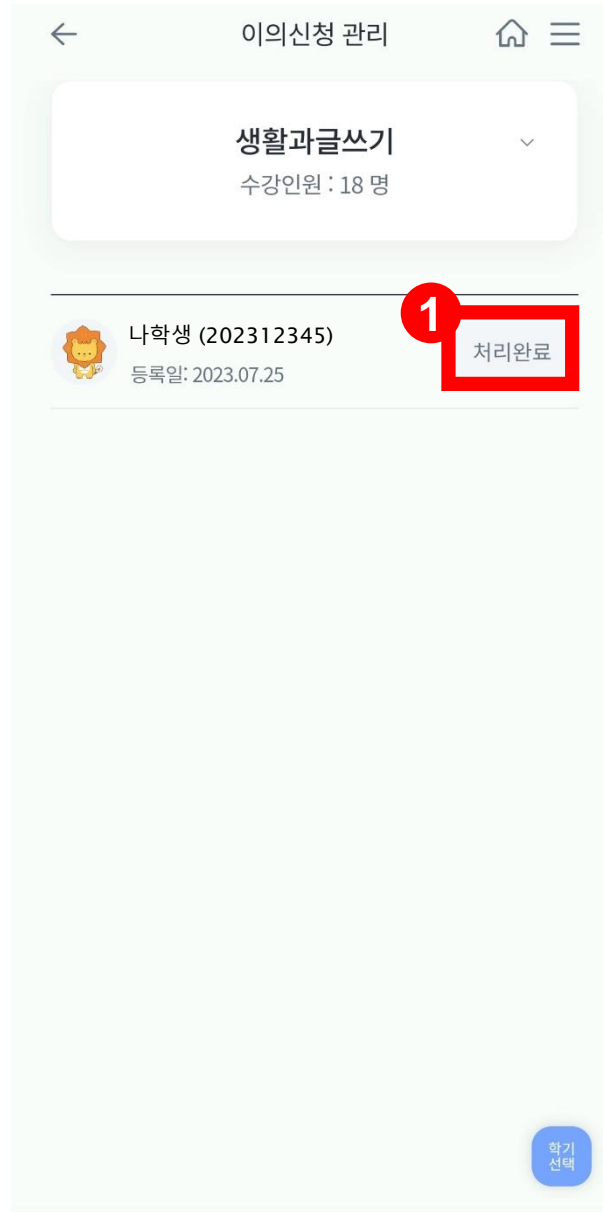 이의신청 관리
생활과글쓰기
수강인원 : 18 명
1
나학생 (202312345)
처리완료
등록일: 2023.07.25
학기
선택